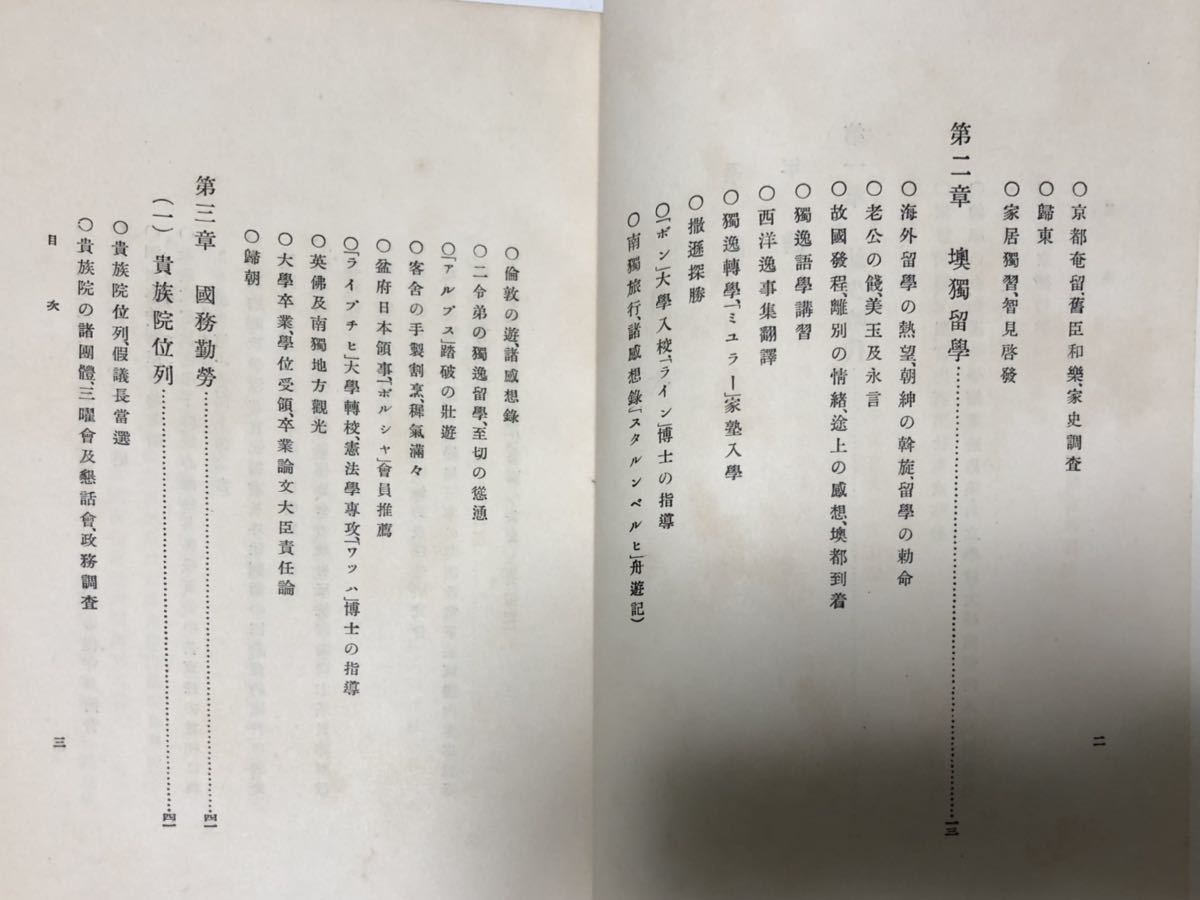 ○京都奄留、舊臣和樂、家史調査
○歸東
○家居獨習、智見啓發
第二章 墺獨留學……一三
○海外留學の熱望、朝紳の斡旋、留學の勅命
○老公の餞美玉及永言
○故國發程、離別の情緒、途上の感想、墺都到着
○獨逸語學講習
○西洋逸事集翻譯
○獨逸轉學、「ミユラー」家塾入學
○撒遜探勝
○「ボン」大學入校、「ライン」博士の指導
○南獨旅行、諸感想錄(「スタルンベルヒ」舟遊記)
二
○倫敦の遊、諸感想錄
○二令弟の獨逸留學、至切の慫慂
○「アルプス」踏破の壯遊
○客舍の手製割烹、稺氣滿々
○盆府日本領事、「ボルシャ」會員推薦
○「ライプチヒ」大學轉校、憲法學專攻、「ワッハ」博士の指導
○英佛及南獨地方觀光
○大學卒業、學位受領、卒業論文大臣責任論
○歸朝
第三章 國務勤勞……四一
(一) 貴族院位列……四一
○貴族院位列、假議長當選
○貴族院の諸團體、三曜會及懇話會、政務調査
目次
三